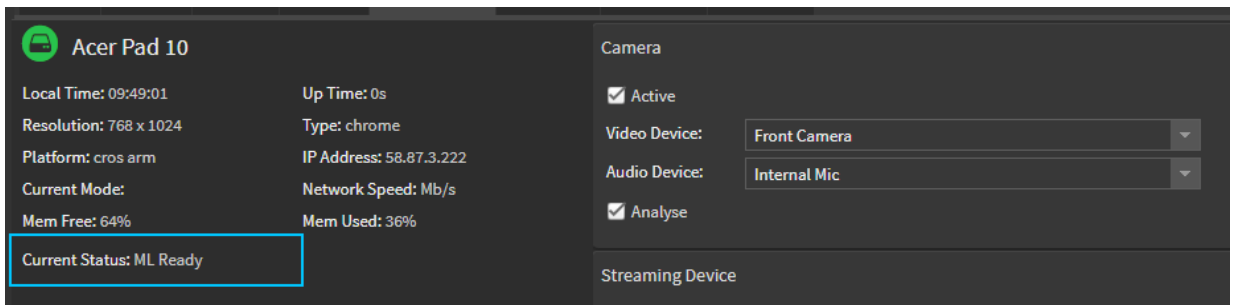 Acer Pad 10
Local Time: 09:49:01
Up Time: 0s
Resolution: 768 x 1024
Type: chrome
Platform: cros arm
IP Address: 58.87.3.222
Current Mode:
Network Speed: Mb/s
Mem Free: 64%
Mem Used: 36%
Current Status: ML Ready
Camera
Active
Video Device: Front Camera
Audio Device: Internal Mic
Analyse
Streaming Device